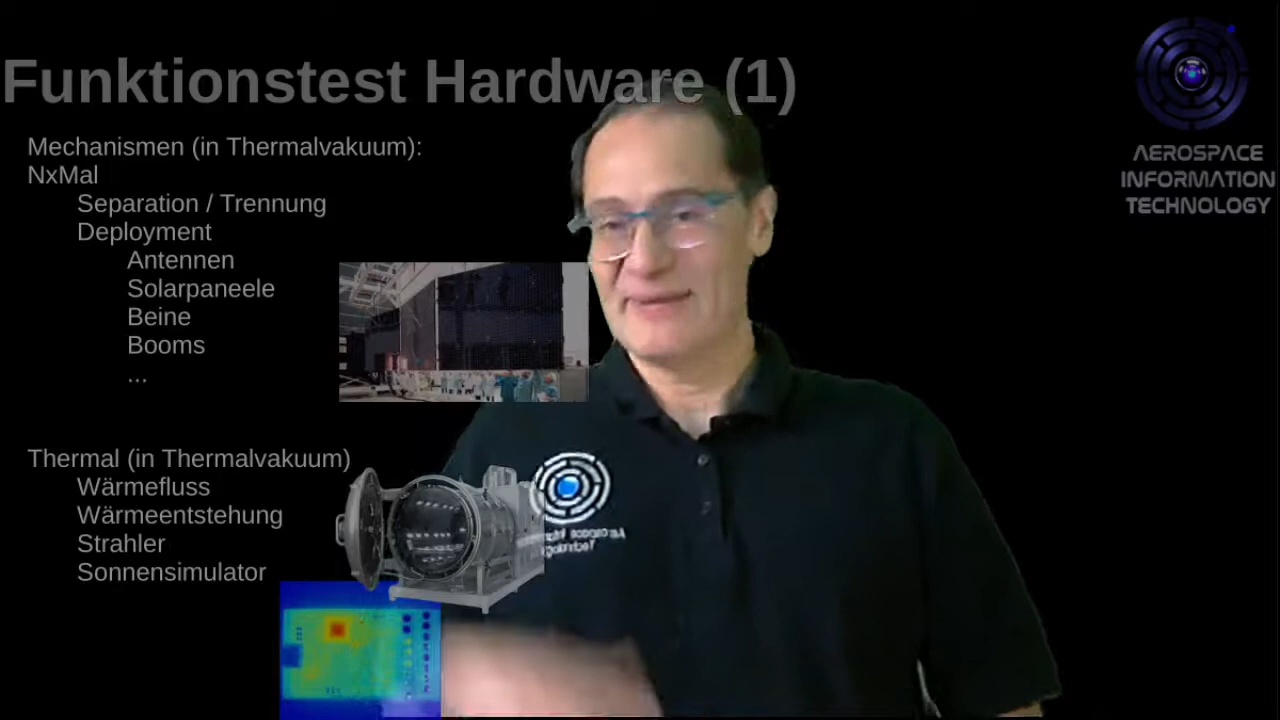 Funktionstest Hardware (1)
Mechanismen (in Thermalvakuum):
NxMal
Separation / Trennung
Deployment
Antennen
Solarpaneele
Beine
Booms
...
Thermal (in Thermalvakuum)
Wärmefluss
Wärmeentstehung
Strahler
Sonnensimulator
AEROSPACE
INFORMATION
TECHNOLOGY